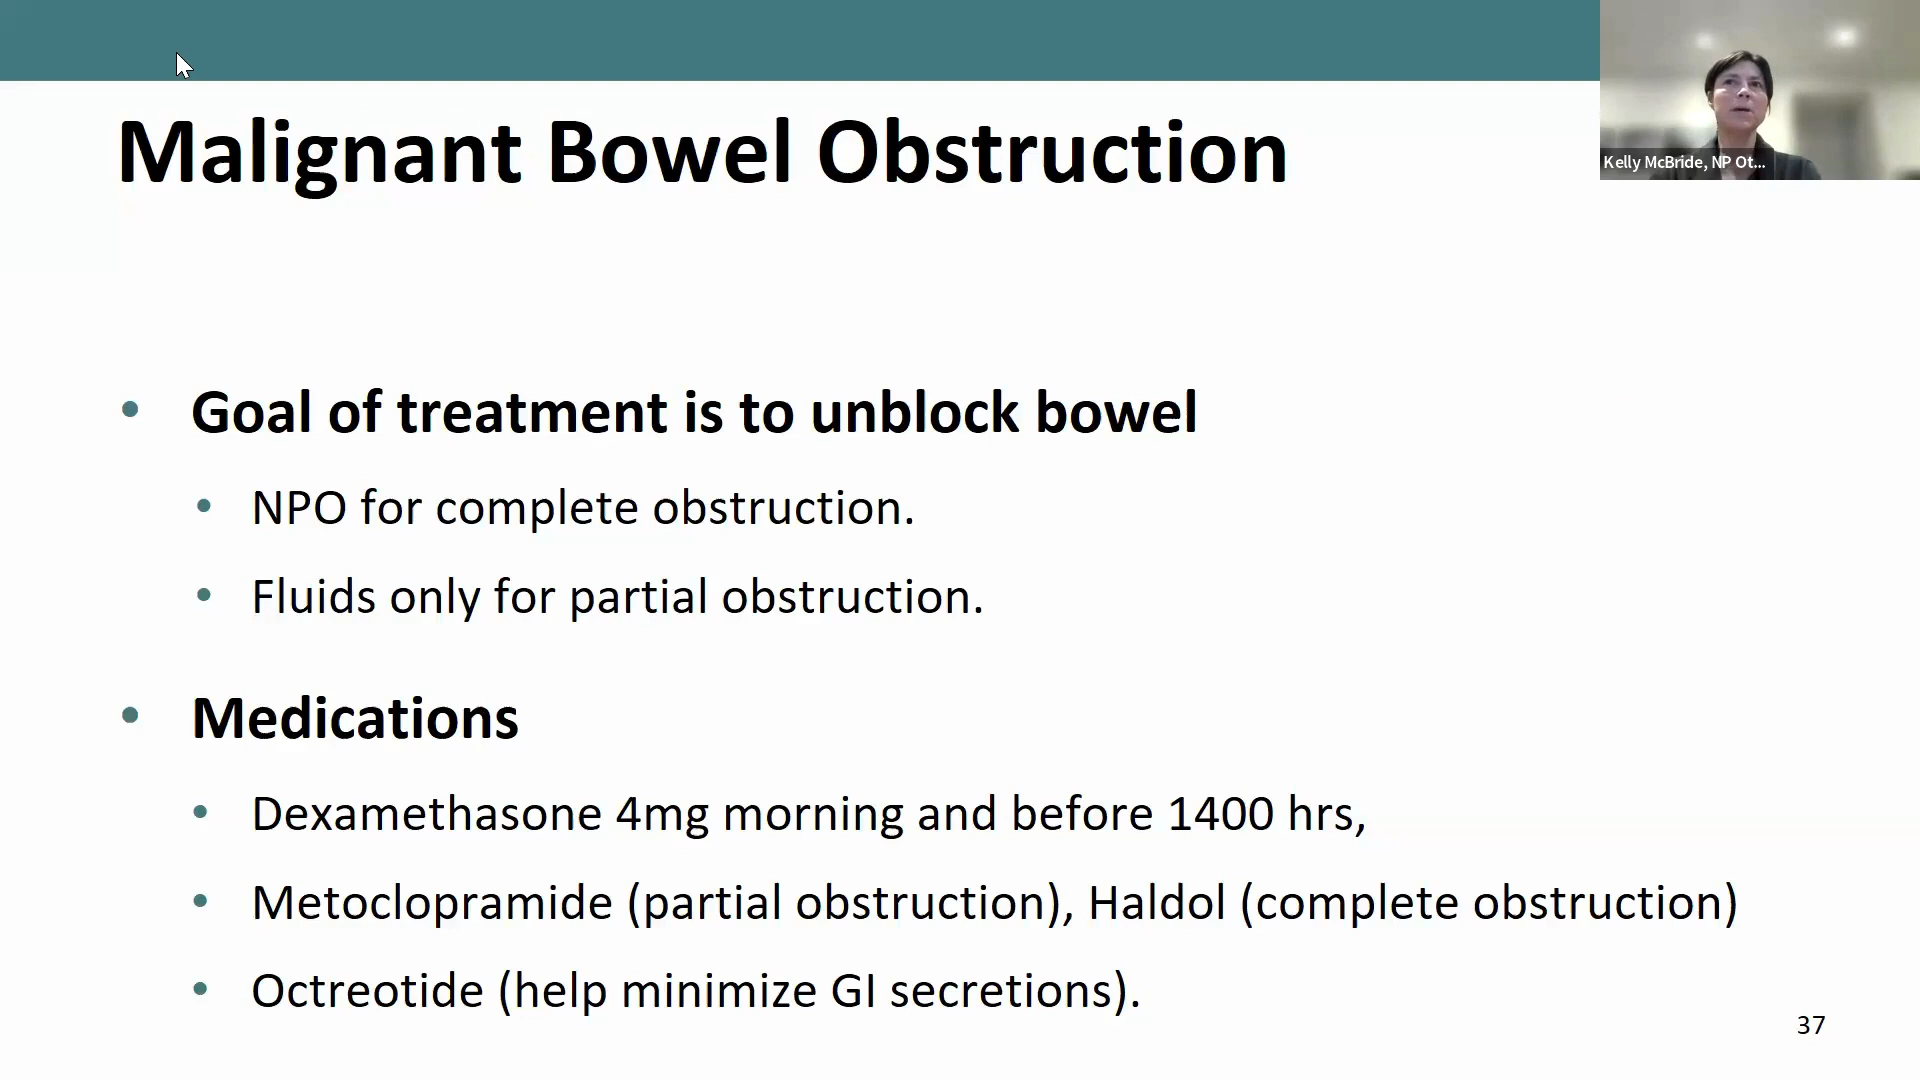 Malignant Bowel Obstruction
Kelly McBride, NP Ot...
• Goal of treatment is to unblock bowel
• NPO for complete obstruction.
• Fluids only for partial obstruction.
• Medications
• Dexamethasone 4mg morning and before 1400 hrs,
• Metoclopramide (partial obstruction), Haldol (complete obstruction)
• Octreotide (help minimize GI secretions).
37